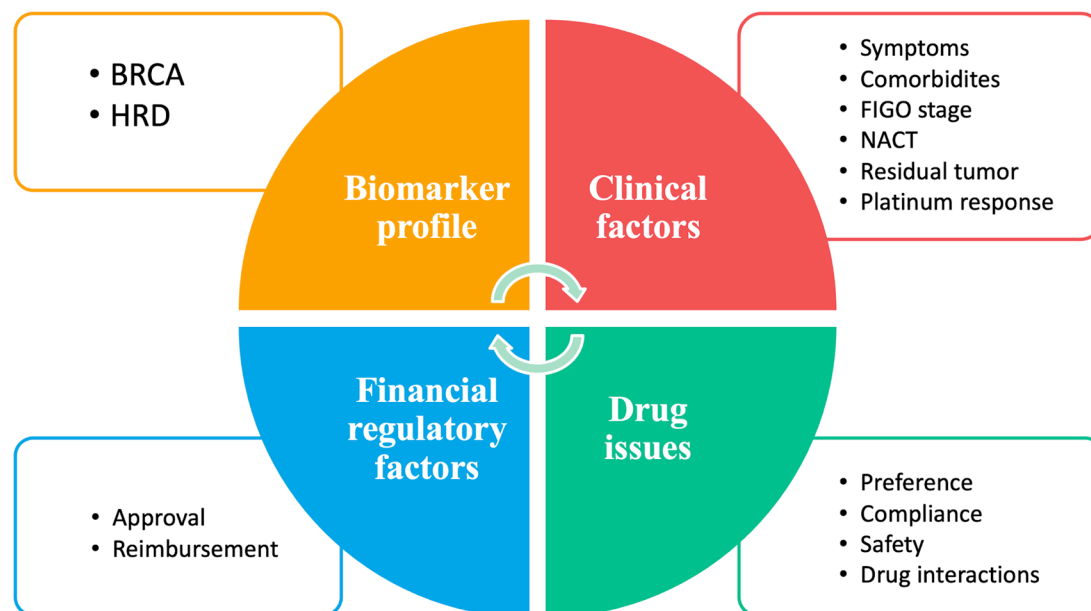 • BRCA
• HRD
Biomarker
profile
Clinical
factors
• Symptoms
• Comorbidites
• FIGO stage
• NACT
• Residual tumor
• Platinum response
Financial
regulatory
factors
• Approval
• Reimbursement
Drug
issues
• Preference
• Compliance
• Safety
• Drug interactions